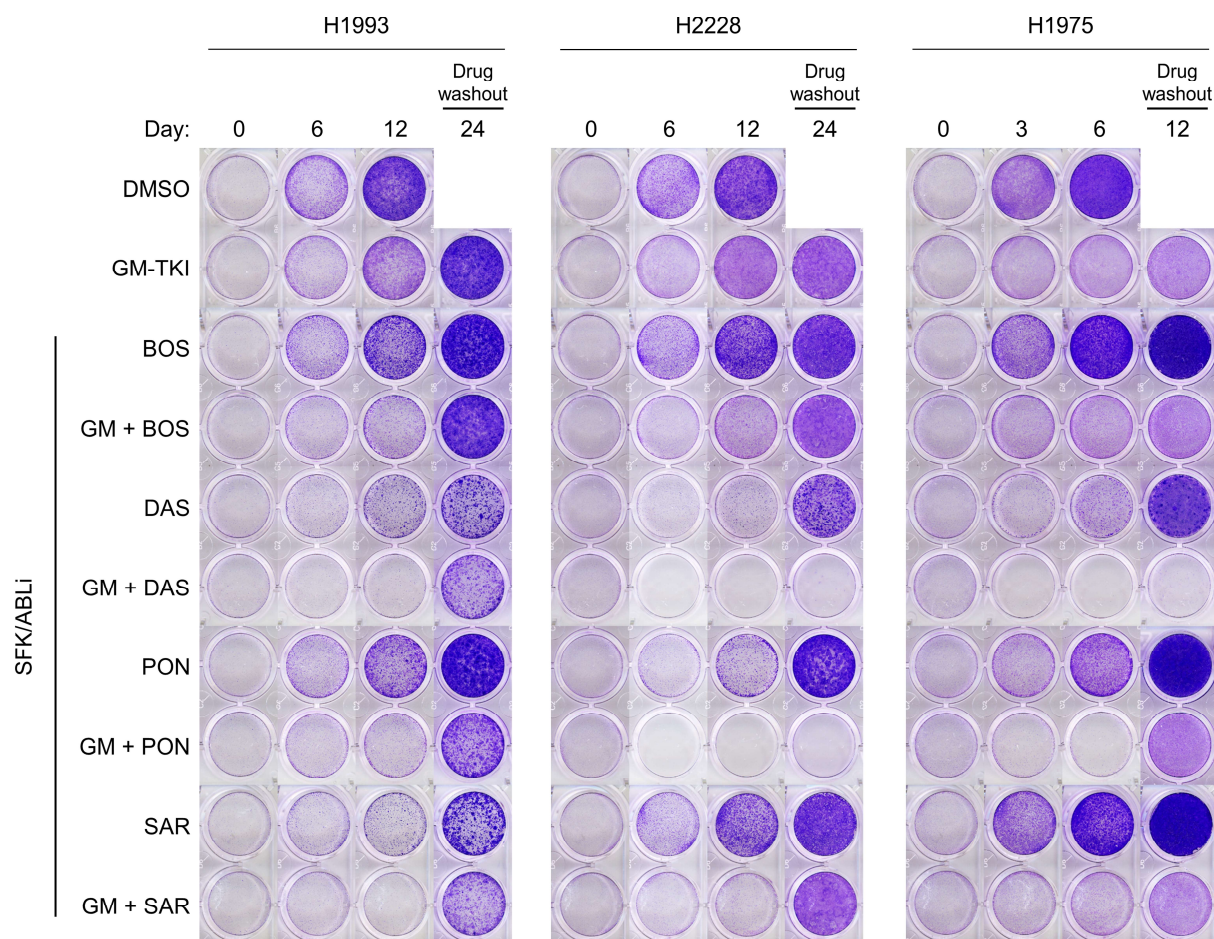 H1993 H2228 H1975
Drug Drug Drug
washout washout washout
Day: 0 6 12 24 0 6 12 24 0 3 6 12
DMSO
GM-TKI
BOS
GM + BOS
DAS
GM + DAS
SFK/ABLi
PON
GM + PON
SAR
GM + SAR